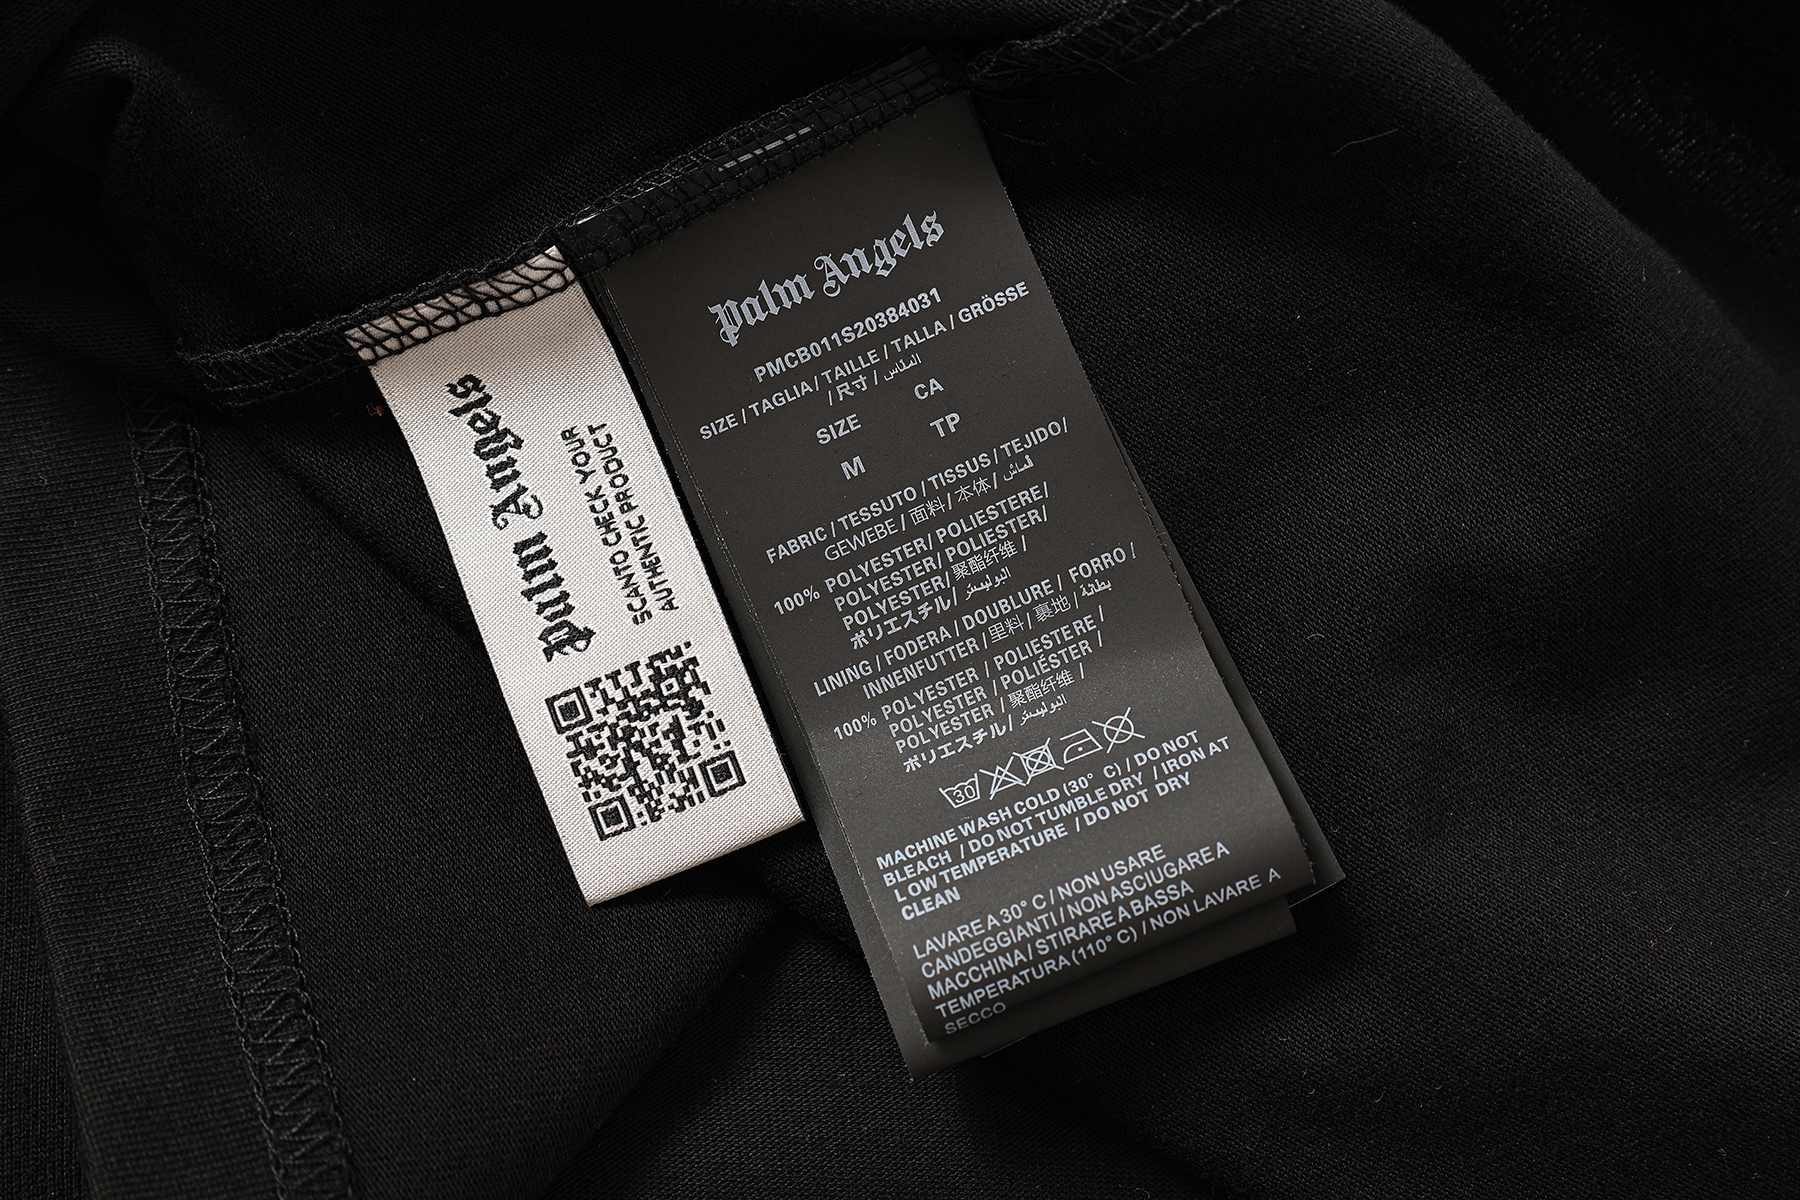 Palm Angels
SCANTO CHECK YOUR
AUTHENTIC PRODUCT
Palm Angels
PMCB011S20384031
SIZE / TAGLIA / TAILLE / TALLA / GRÖSSE
/ 尺寸 / المقاس
SIZE CA
M TP
FABRIC / TESSUTO / TISSUS / TEJIDO/
GEWEBE / 面料 / 本体 / قماش
100% POLYESTER/ POLIESTERE/
POLYESTER/ POLIESTER/
POLYESTER/ 聚酯纤维 /
ポリエスチル/ البوليستر
LINING / FODERA / DOUBLURE / FORRO /
INNENFUTTER / 里料 / 裏地 / بطانة
100% POLYESTER / POLIESTERE /
POLYESTER / POLIÉSTER /
POLYESTER / 聚酯纤维 /
ポリエスチル/ البوليستر
30
MACHINE WASH COLD (30° C) / DO NOT
BLEACH / DO NOT TUMBLE DRY / IRON AT
LOW TEMPERATURE / DO NOT DRY
CLEAN
LAVARE A 30° C / NON USARE
CANDEGGIANTI / NON ASCIUGARE A
MACCHINA / STIRARE A BASSA
TEMPERATURA (110° C) / NON LAVARE A
SECCO